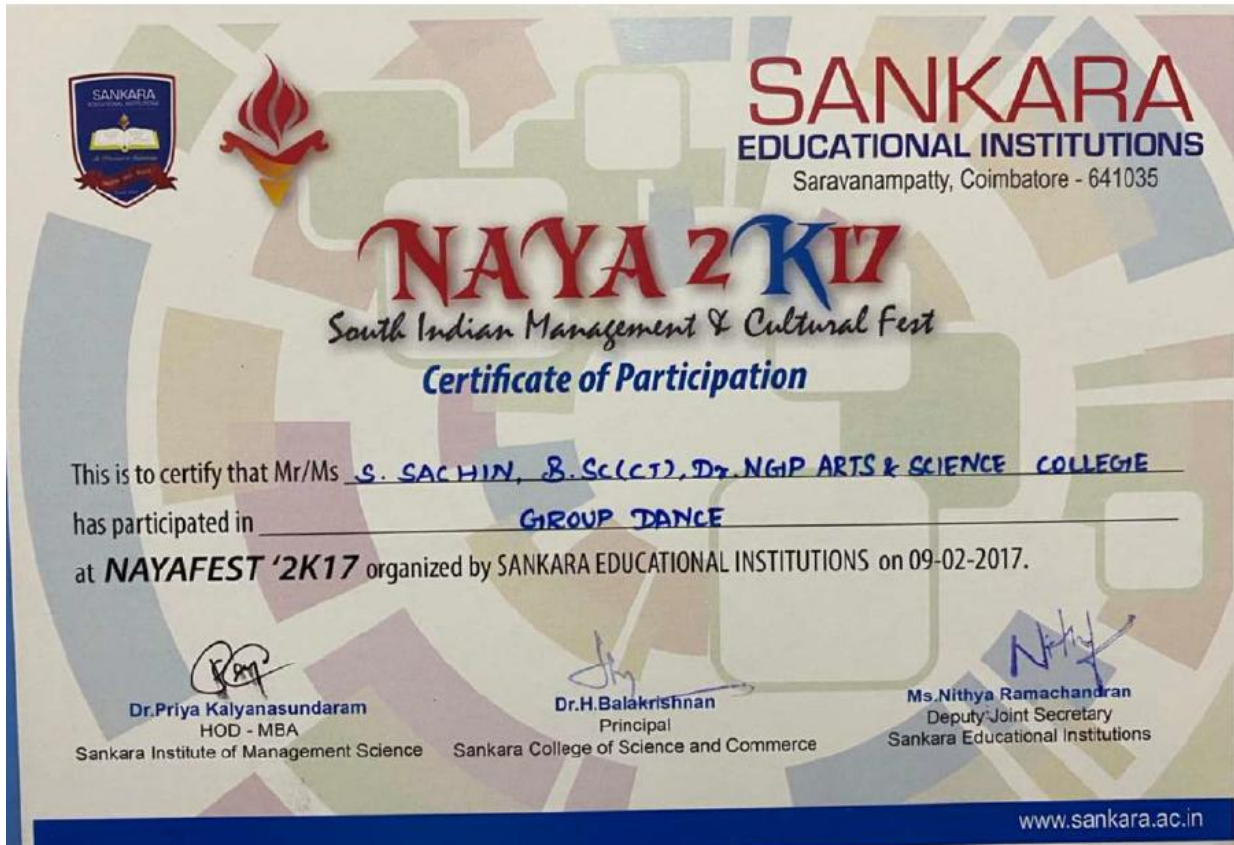 SANKARA
SANKARA
EDUCATIONAL INSTITUTIONS
Saravanampatty, Coimbatore - 641035
NAYA 2K17
South Indian Management & Cultural Fest
Certificate of Participation
This is to certify that Mr/Ms S. SACHIN, B.Sc(CT), Dr. NGP ARTS & SCIENCE COLLEGE
has participated in GROUP DANCE
at NAYAFEST '2K17 organized by SANKARA EDUCATIONAL INSTITUTIONS on 09-02-2017.
Dr.Priya Kalyanasundaram
HOD - MBA
Sankara Institute of Management Science
Dr.H.Balakrishnan
Principal
Sankara College of Science and Commerce
Ms.Nithya Ramachandran
Deputy Joint Secretary
Sankara Educational Institutions
www.sankara.ac.in